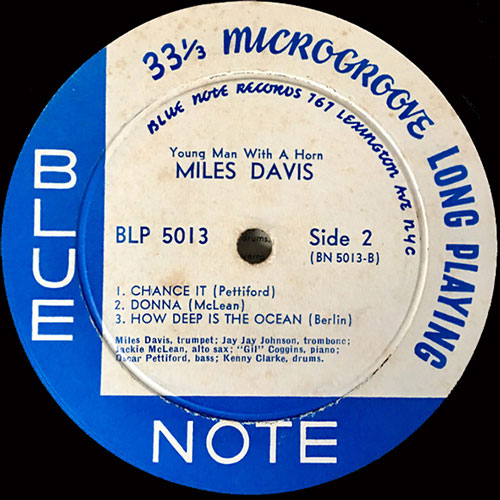 33⅓ MICROGROOVE LONG PLAYING
BLUE NOTE RECORDS 767 LEXINGTON AVE NYC
Young Man With A Horn
MILES DAVIS
BLP 5013
Side 2
(BN 5013-B)
1. CHANCE IT (Pettiford)
2. DONNA (McLean)
3. HOW DEEP IS THE OCEAN (Berlin)
Miles Davis, trumpet; Jay Jay Johnson, trombone;
Jackie McLean, alto sax; "Gil" Coggins, piano;
Oscar Pettiford, bass; Kenny Clarke, drums.
BLUE
NOTE
drums.